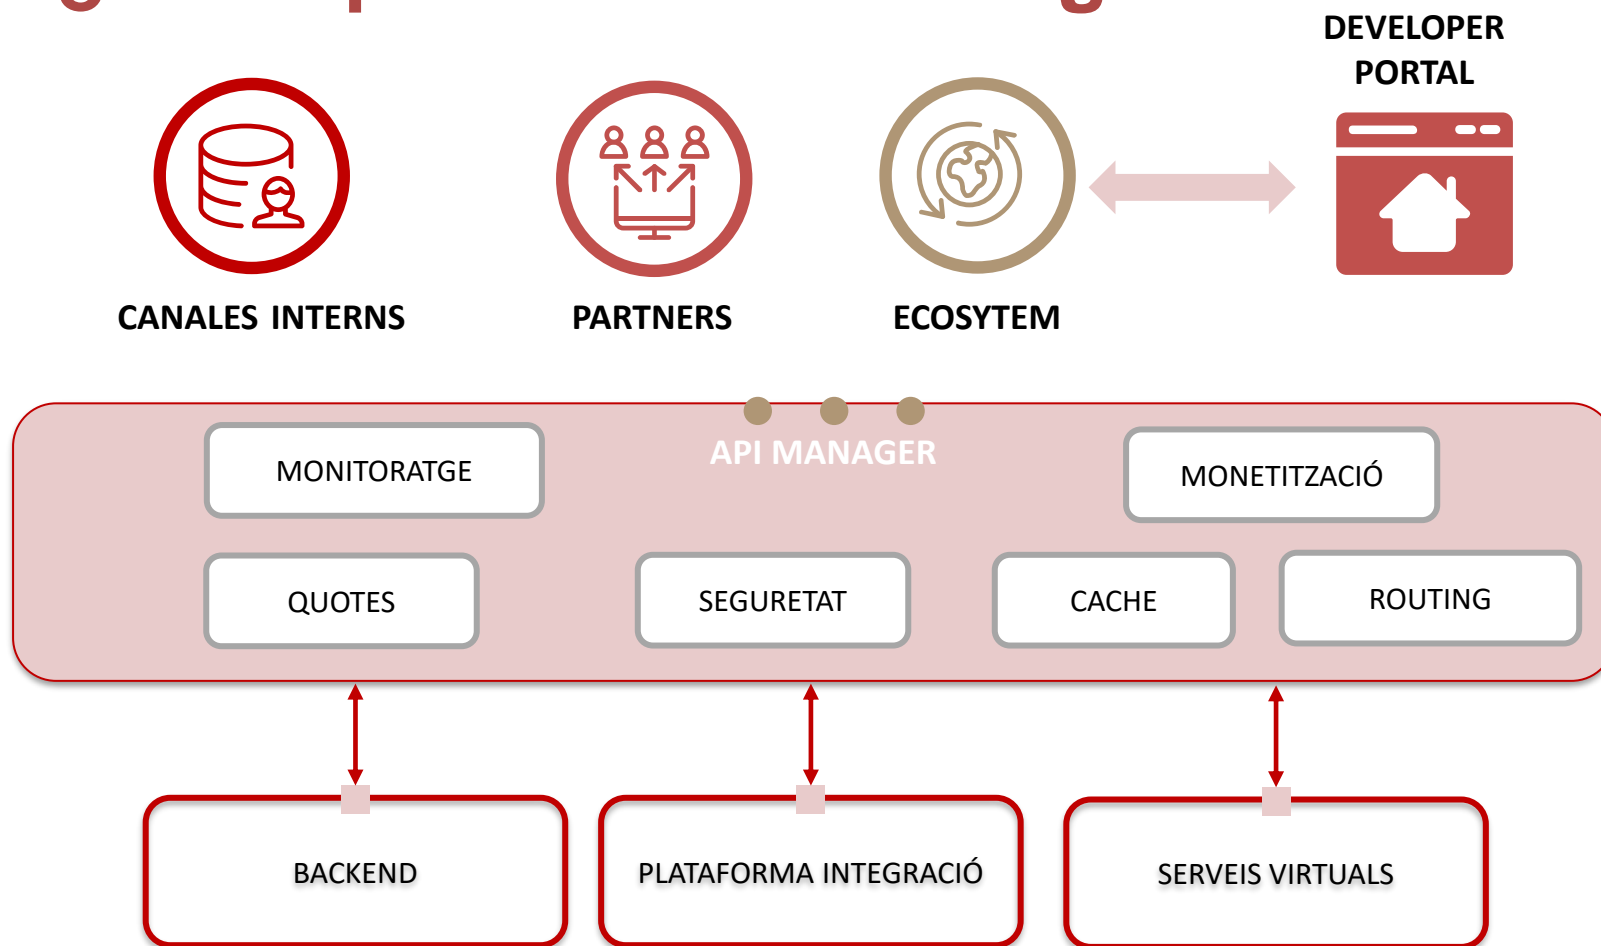 DEVELOPER
PORTAL
CANALES INTERNS
PARTNERS
ECOSYTEM
API MANAGER
MONITORATGE
MONETITZACIÓ
QUOTES
SEGURETAT
CACHE
ROUTING
BACKEND
PLATAFORMA INTEGRACIÓ
SERVEIS VIRTUALS